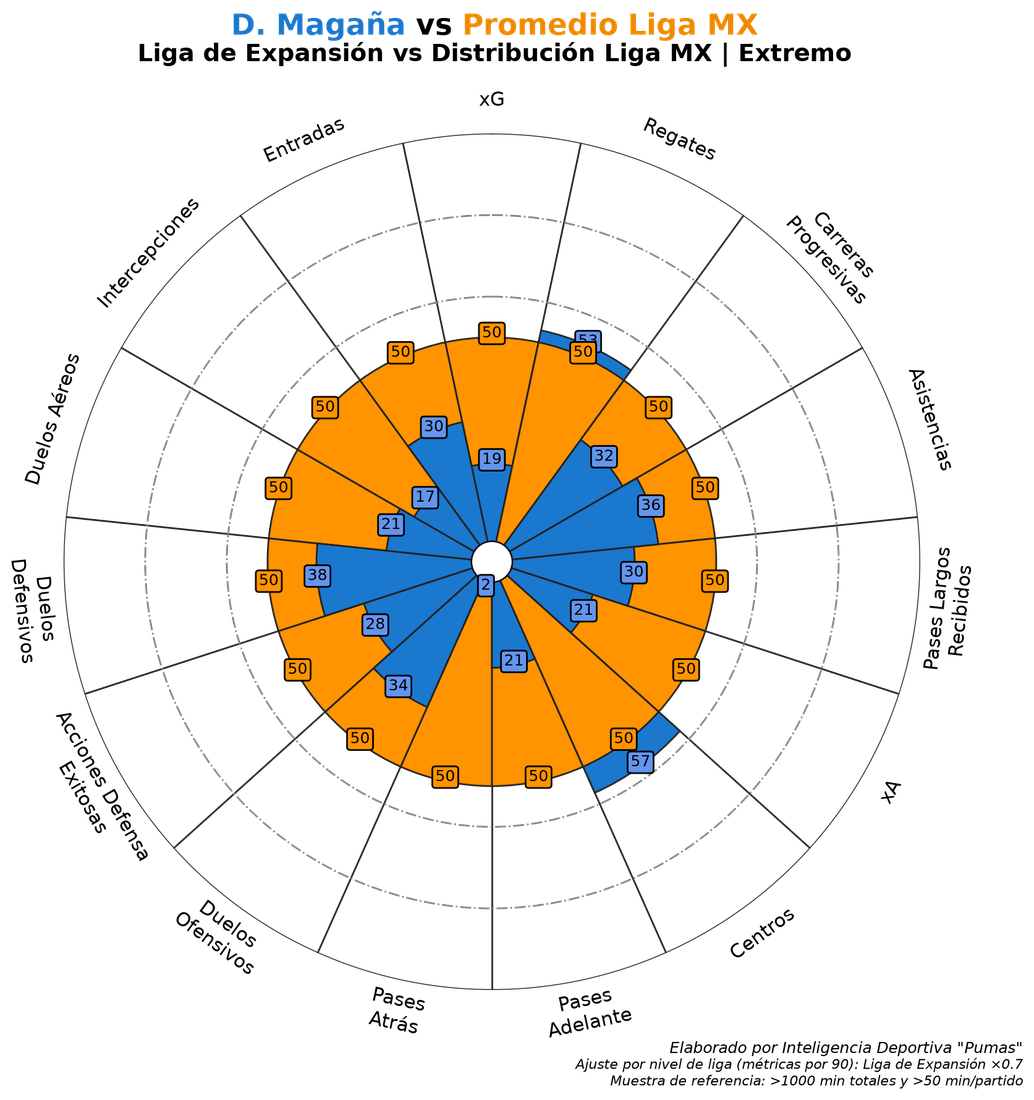 D. Magaña vs Promedio Liga MX
Liga de Expansión vs Distribución Liga MX | Extremo
xG
Regates
Carreras
Progresivas
Asistencias
Pases Largos
Recibidos
xA
Centros
Pases
Adelante
Pases
Atrás
Duelos
Ofensivos
Acciones Defensa
Exitosas
Duelos
Defensivos
Duelos Aéreos
Intercepciones
Entradas
50
19
53
50
50
32
50
36
50
30
50
21
50
57
50
21
50
2
50
34
50
28
50
38
50
21
50
17
50
30
Elaborado por Inteligencia Deportiva "Pumas"
Ajuste por nivel de liga (métricas por 90): Liga de Expansión ×0.7
Muestra de referencia: >1000 min totales y >50 min/partido